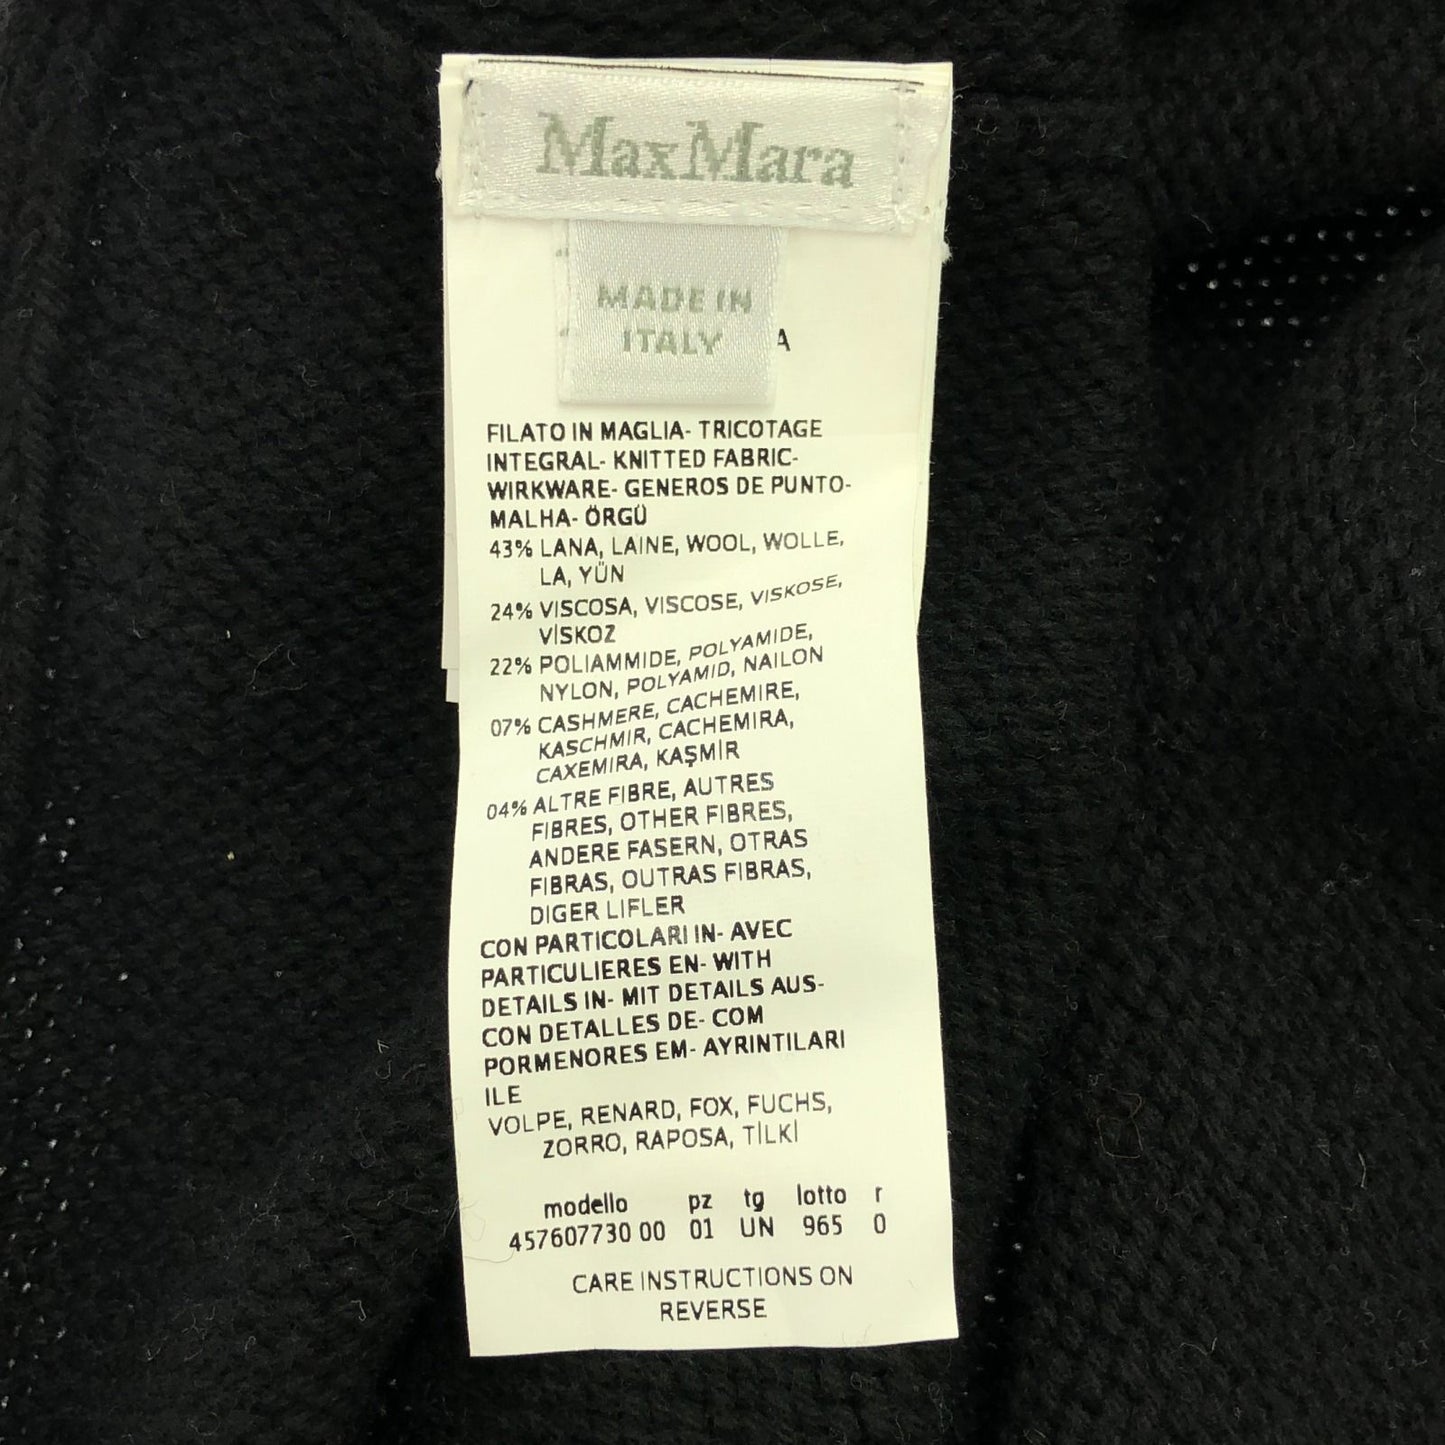 MaxMara
MADE IN
ITALY
A
FILATO IN MAGLIA- TRICOTAGE
INTEGRAL- KNITTED FABRIC-
WIRKWARE- GENEROS DE PUNTO-
MALHA- ÖRGÜ
43% LANA, LAINE, WOOL, WOLLE,
LA, YÜN
24% VISCOSA, VISCOSE, VISKOSE,
VİSKOZ
22% POLIAMMIDE, POLYAMIDE,
NYLON, POLYAMID, NAILON
07% CASHMERE, CACHEMIRE,
KASCHMIR, CACHEMIRA,
CAXEMIRA, KAŞMİR
04% ALTRE FIBRE, AUTRES
FIBRES, OTHER FIBRES,
ANDERE FASERN, OTRAS
FIBRAS, OUTRAS FIBRAS,
DIGER LIFLER
CON PARTICOLARI IN- AVEC
PARTICULIERES EN- WITH
DETAILS IN- MIT DETAILS AUS-
CON DETALLES DE- COM
PORMENORES EM- AYRINTILARI
ILE
VOLPE, RENARD, FOX, FUCHS,
ZORRO, RAPOSA, TİLKİ
modello pz tg lotto r
457607730 00 01 UN 965 0
CARE INSTRUCTIONS ON
REVERSE